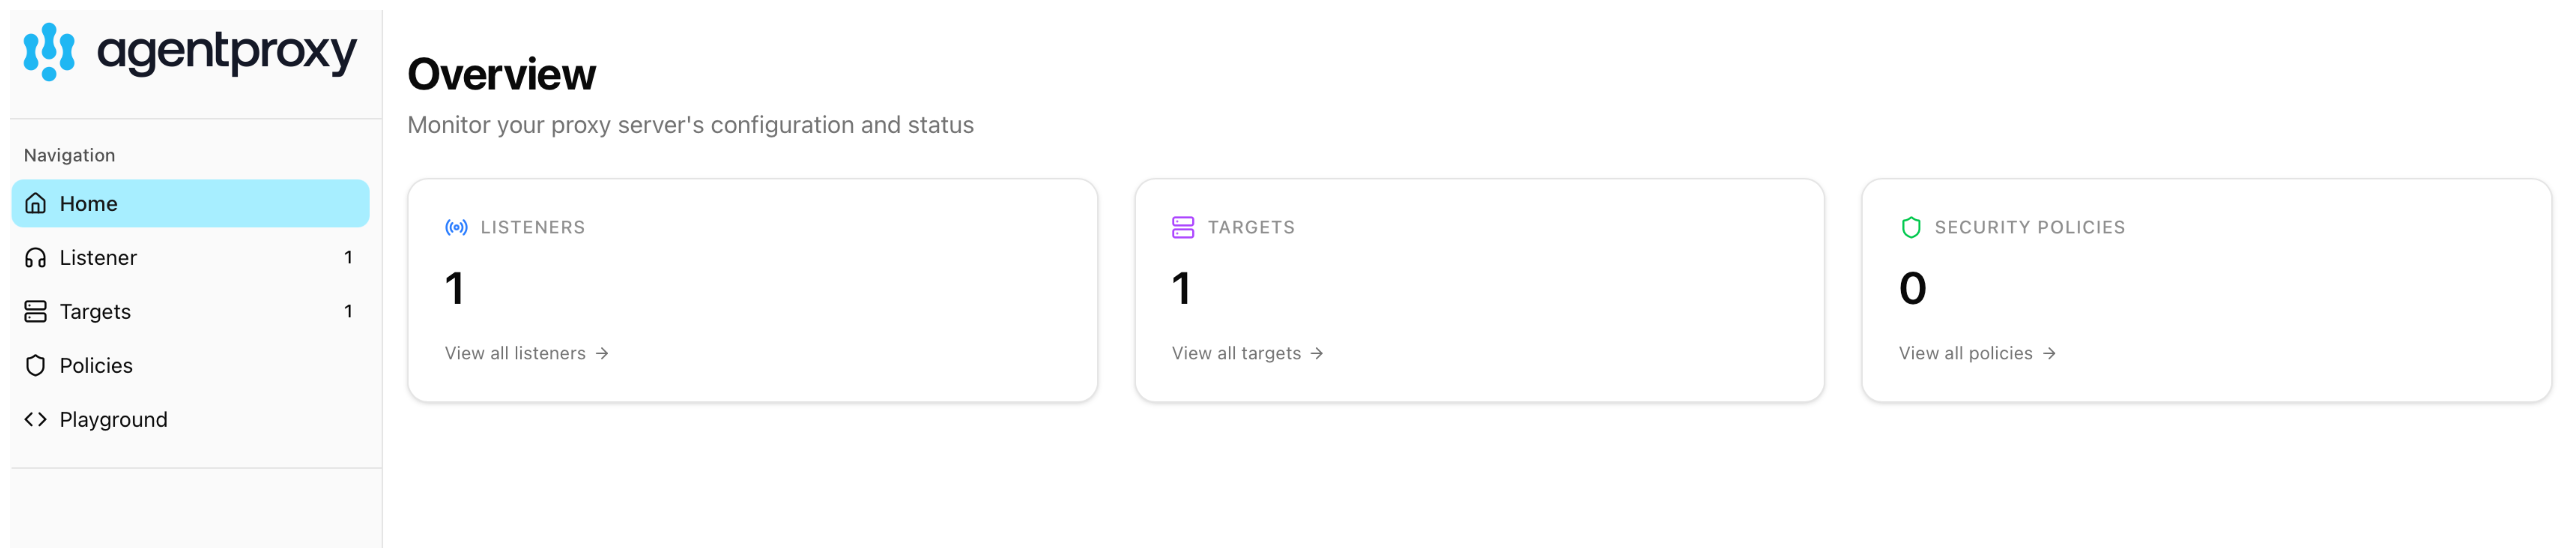 agentproxy
Navigation
Home
Listener 1
Targets 1
Policies
Playground
Overview
Monitor your proxy server's configuration and status
LISTENERS
1
View all listeners →
TARGETS
1
View all targets →
SECURITY POLICIES
0
View all policies →